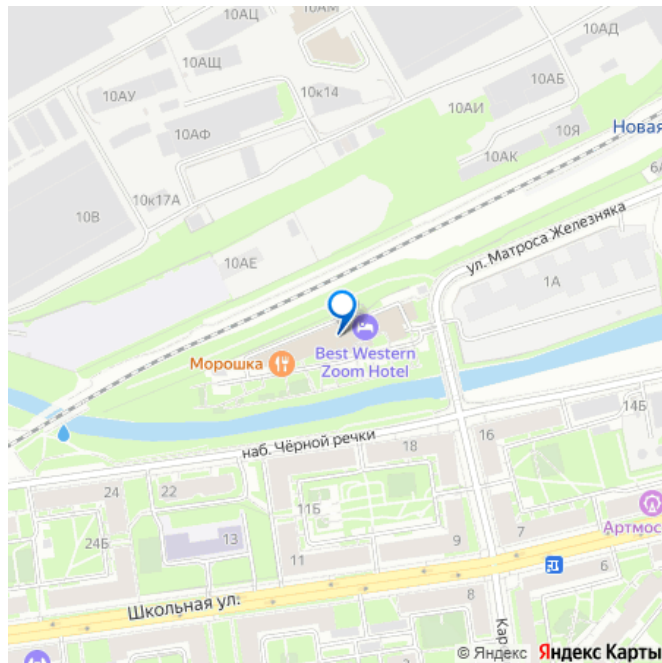 10АЦ
10АМ
10АД
10АЩ
10АУ
10к14
10АБ
10АИ
10АФ
10Я
Новая
10АК
6А
10к17А
10В
ул. Матроса Железняка
10АЕ
1А
Best Western
Zoom Hotel
Морошка
14Б
наб. Чёрной речки
18
16
24
22
11Б
Артмос
24Б
13
9
7
11
6
Школьная ул.
8
Кар
© Яндекс Яндекс Карты